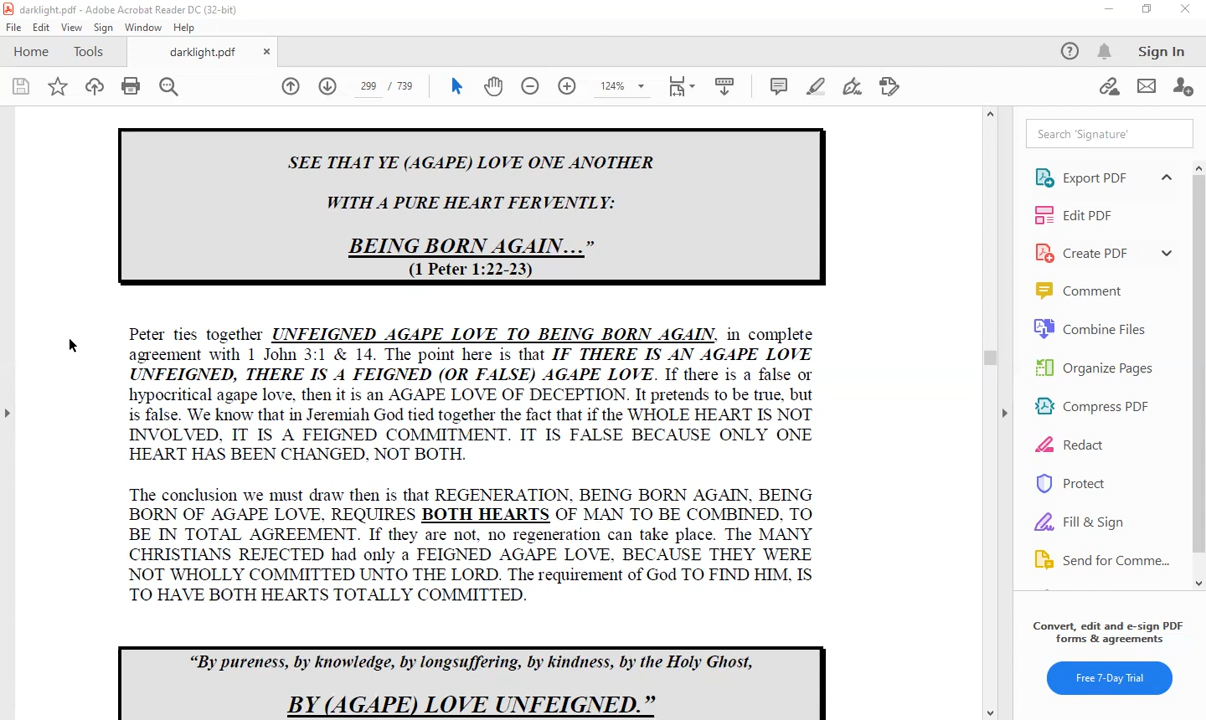 darklight.pdf - Adobe Acrobat Reader DC (32-bit)
File Edit View Sign Window Help
Home Tools darklight.pdf × Sign In
299 / 739 124%
SEE THAT YE (AGAPE) LOVE ONE ANOTHER
WITH A PURE HEART FERVENTLY:
BEING BORN AGAIN…”
(1 Peter 1:22-23)
Peter ties together UNFEIGNED AGAPE LOVE TO BEING BORN AGAIN, in complete
agreement with 1 John 3:1 & 14. The point here is that IF THERE IS AN AGAPE LOVE
UNFEIGNED, THERE IS A FEIGNED (OR FALSE) AGAPE LOVE. If there is a false or
hypocritical agape love, then it is an AGAPE LOVE OF DECEPTION. It pretends to be true, but
is false. We know that in Jeremiah God tied together the fact that if the WHOLE HEART IS NOT
INVOLVED, IT IS A FEIGNED COMMITMENT. IT IS FALSE BECAUSE ONLY ONE
HEART HAS BEEN CHANGED, NOT BOTH.
The conclusion we must draw then is that REGENERATION, BEING BORN AGAIN, BEING
BORN OF AGAPE LOVE, REQUIRES BOTH HEARTS OF MAN TO BE COMBINED, TO
BE IN TOTAL AGREEMENT. If they are not, no regeneration can take place. The MANY
CHRISTIANS REJECTED had only a FEIGNED AGAPE LOVE, BECAUSE THEY WERE
NOT WHOLLY COMMITTED UNTO THE LORD. The requirement of God TO FIND HIM, IS
TO HAVE BOTH HEARTS TOTALLY COMMITTED.
“By pureness, by knowledge, by longsuffering, by kindness, by the Holy Ghost,
BY (AGAPE) LOVE UNFEIGNED.”
Search 'Signature'
Export PDF
Edit PDF
Create PDF
Comment
Combine Files
Organize Pages
Compress PDF
Redact
Protect
Fill & Sign
Send for Comme...
Convert, edit and e-sign PDF
forms & agreements
Free 7-Day Trial